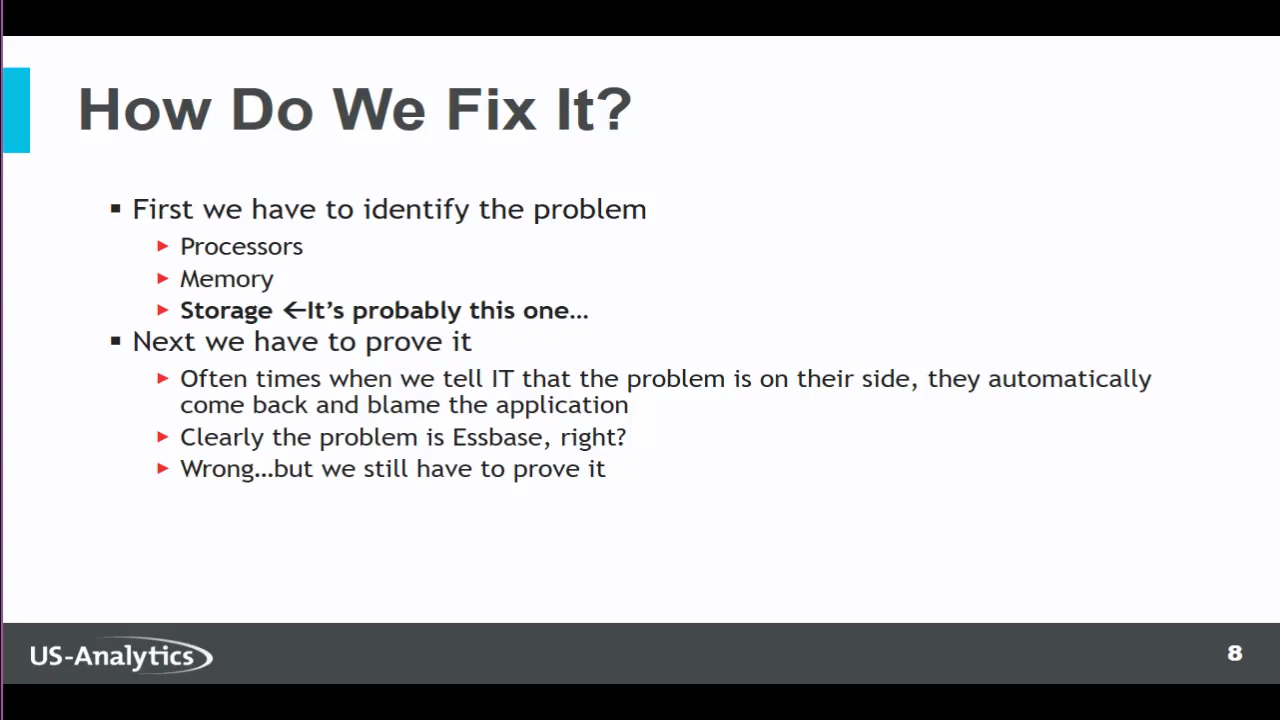 How Do We Fix It?
▪ First we have to identify the problem
▸ Processors
▸ Memory
▸ Storage ←It’s probably this one…
▪ Next we have to prove it
▸ Often times when we tell IT that the problem is on their side, they automatically
come back and blame the application
▸ Clearly the problem is Essbase, right?
▸ Wrong…but we still have to prove it
US-Analytics
8